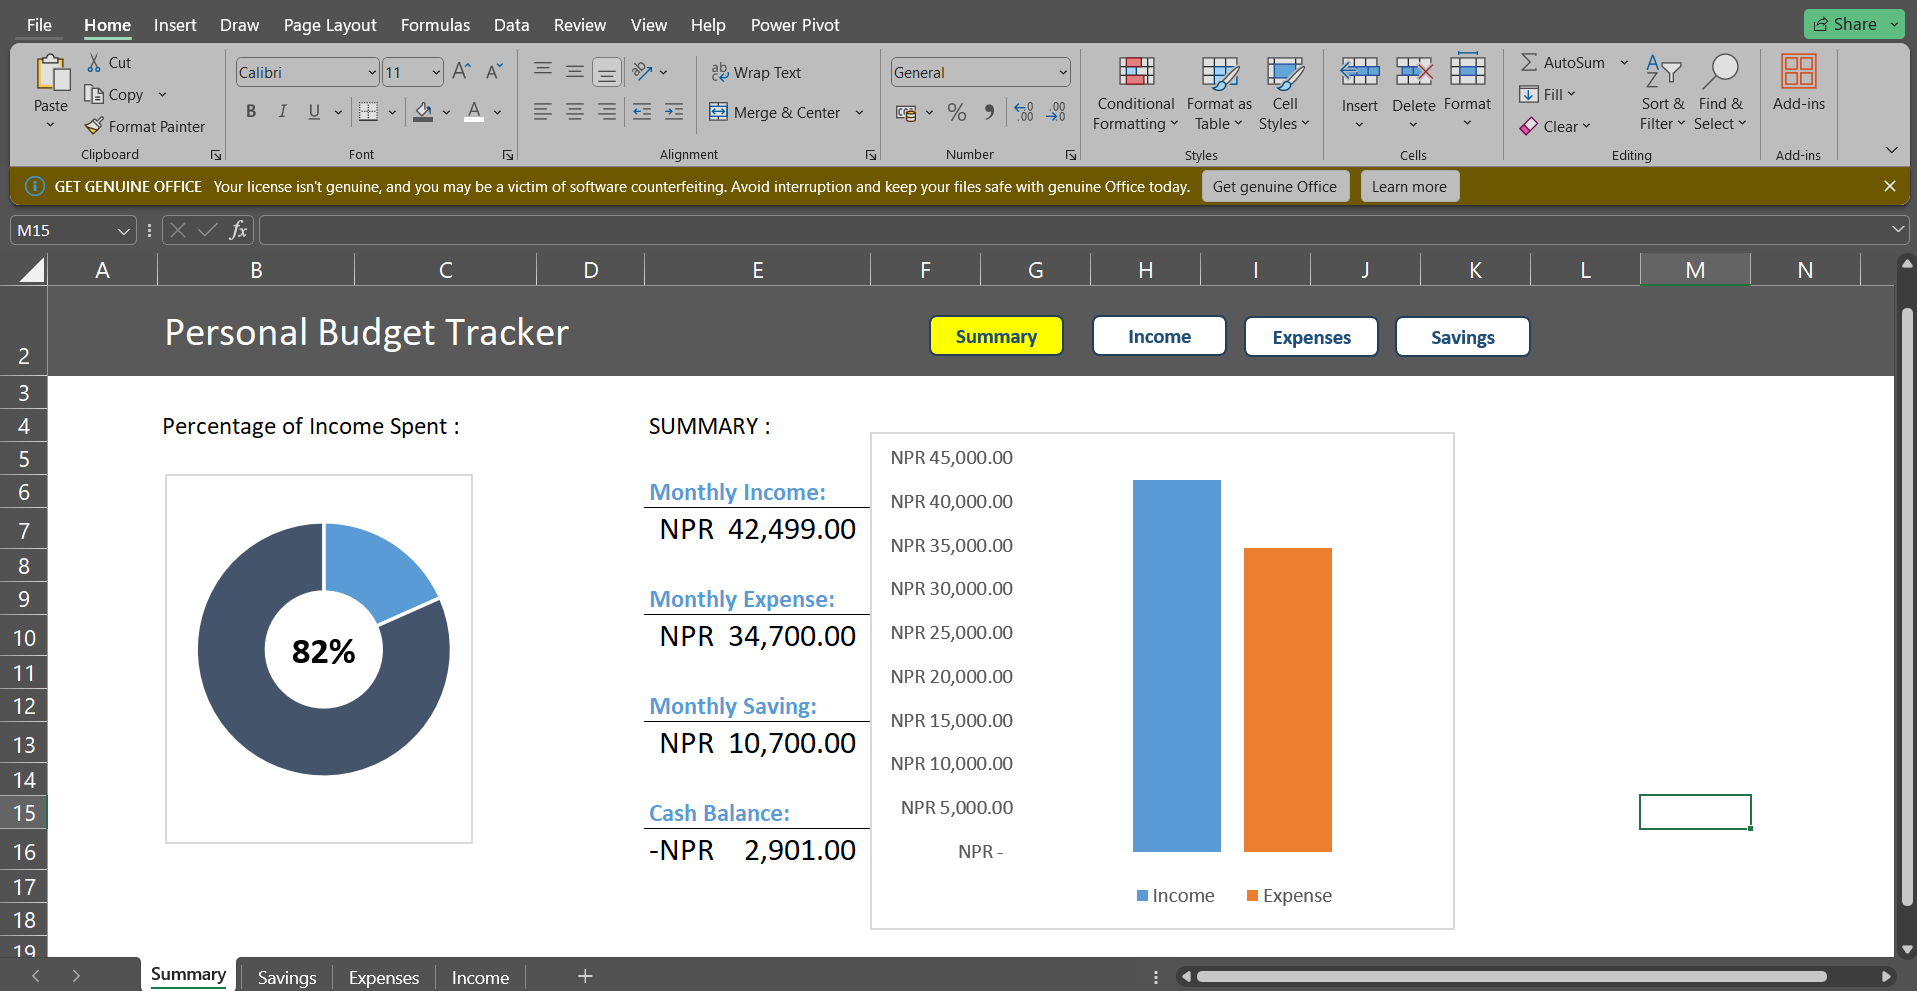 File Home Insert Draw Page Layout Formulas Data Review View Help Power Pivot Share
Paste
Cut
Copy
Format Painter
Clipboard
Calibri 11
B I U A
Font
Wrap Text
Merge & Center
Alignment
General
% 9
Number
Conditional Formatting
Format as Table
Cell Styles
Styles
Insert Delete Format
Cells
AutoSum
Fill
Clear
Sort & Filter
Find & Select
Editing
Add-ins
Add-ins
GET GENUINE OFFICE Your license isn't genuine, and you may be a victim of software counterfeiting. Avoid interruption and keep your files safe with genuine Office today. Get genuine Office Learn more
M15 fx
A B C D E F G H I J K L M N
2
3
4
5
6
7
8
9
10
11
12
13
14
15
16
17
18
19
Personal Budget Tracker
Summary Income Expenses Savings
Percentage of Income Spent :
82%
SUMMARY :
Monthly Income:
NPR 42,499.00
Monthly Expense:
NPR 34,700.00
Monthly Saving:
NPR 10,700.00
Cash Balance:
-NPR 2,901.00
NPR 45,000.00
NPR 40,000.00
NPR 35,000.00
NPR 30,000.00
NPR 25,000.00
NPR 20,000.00
NPR 15,000.00
NPR 10,000.00
NPR 5,000.00
NPR -
Income Expense
Summary Savings Expenses Income